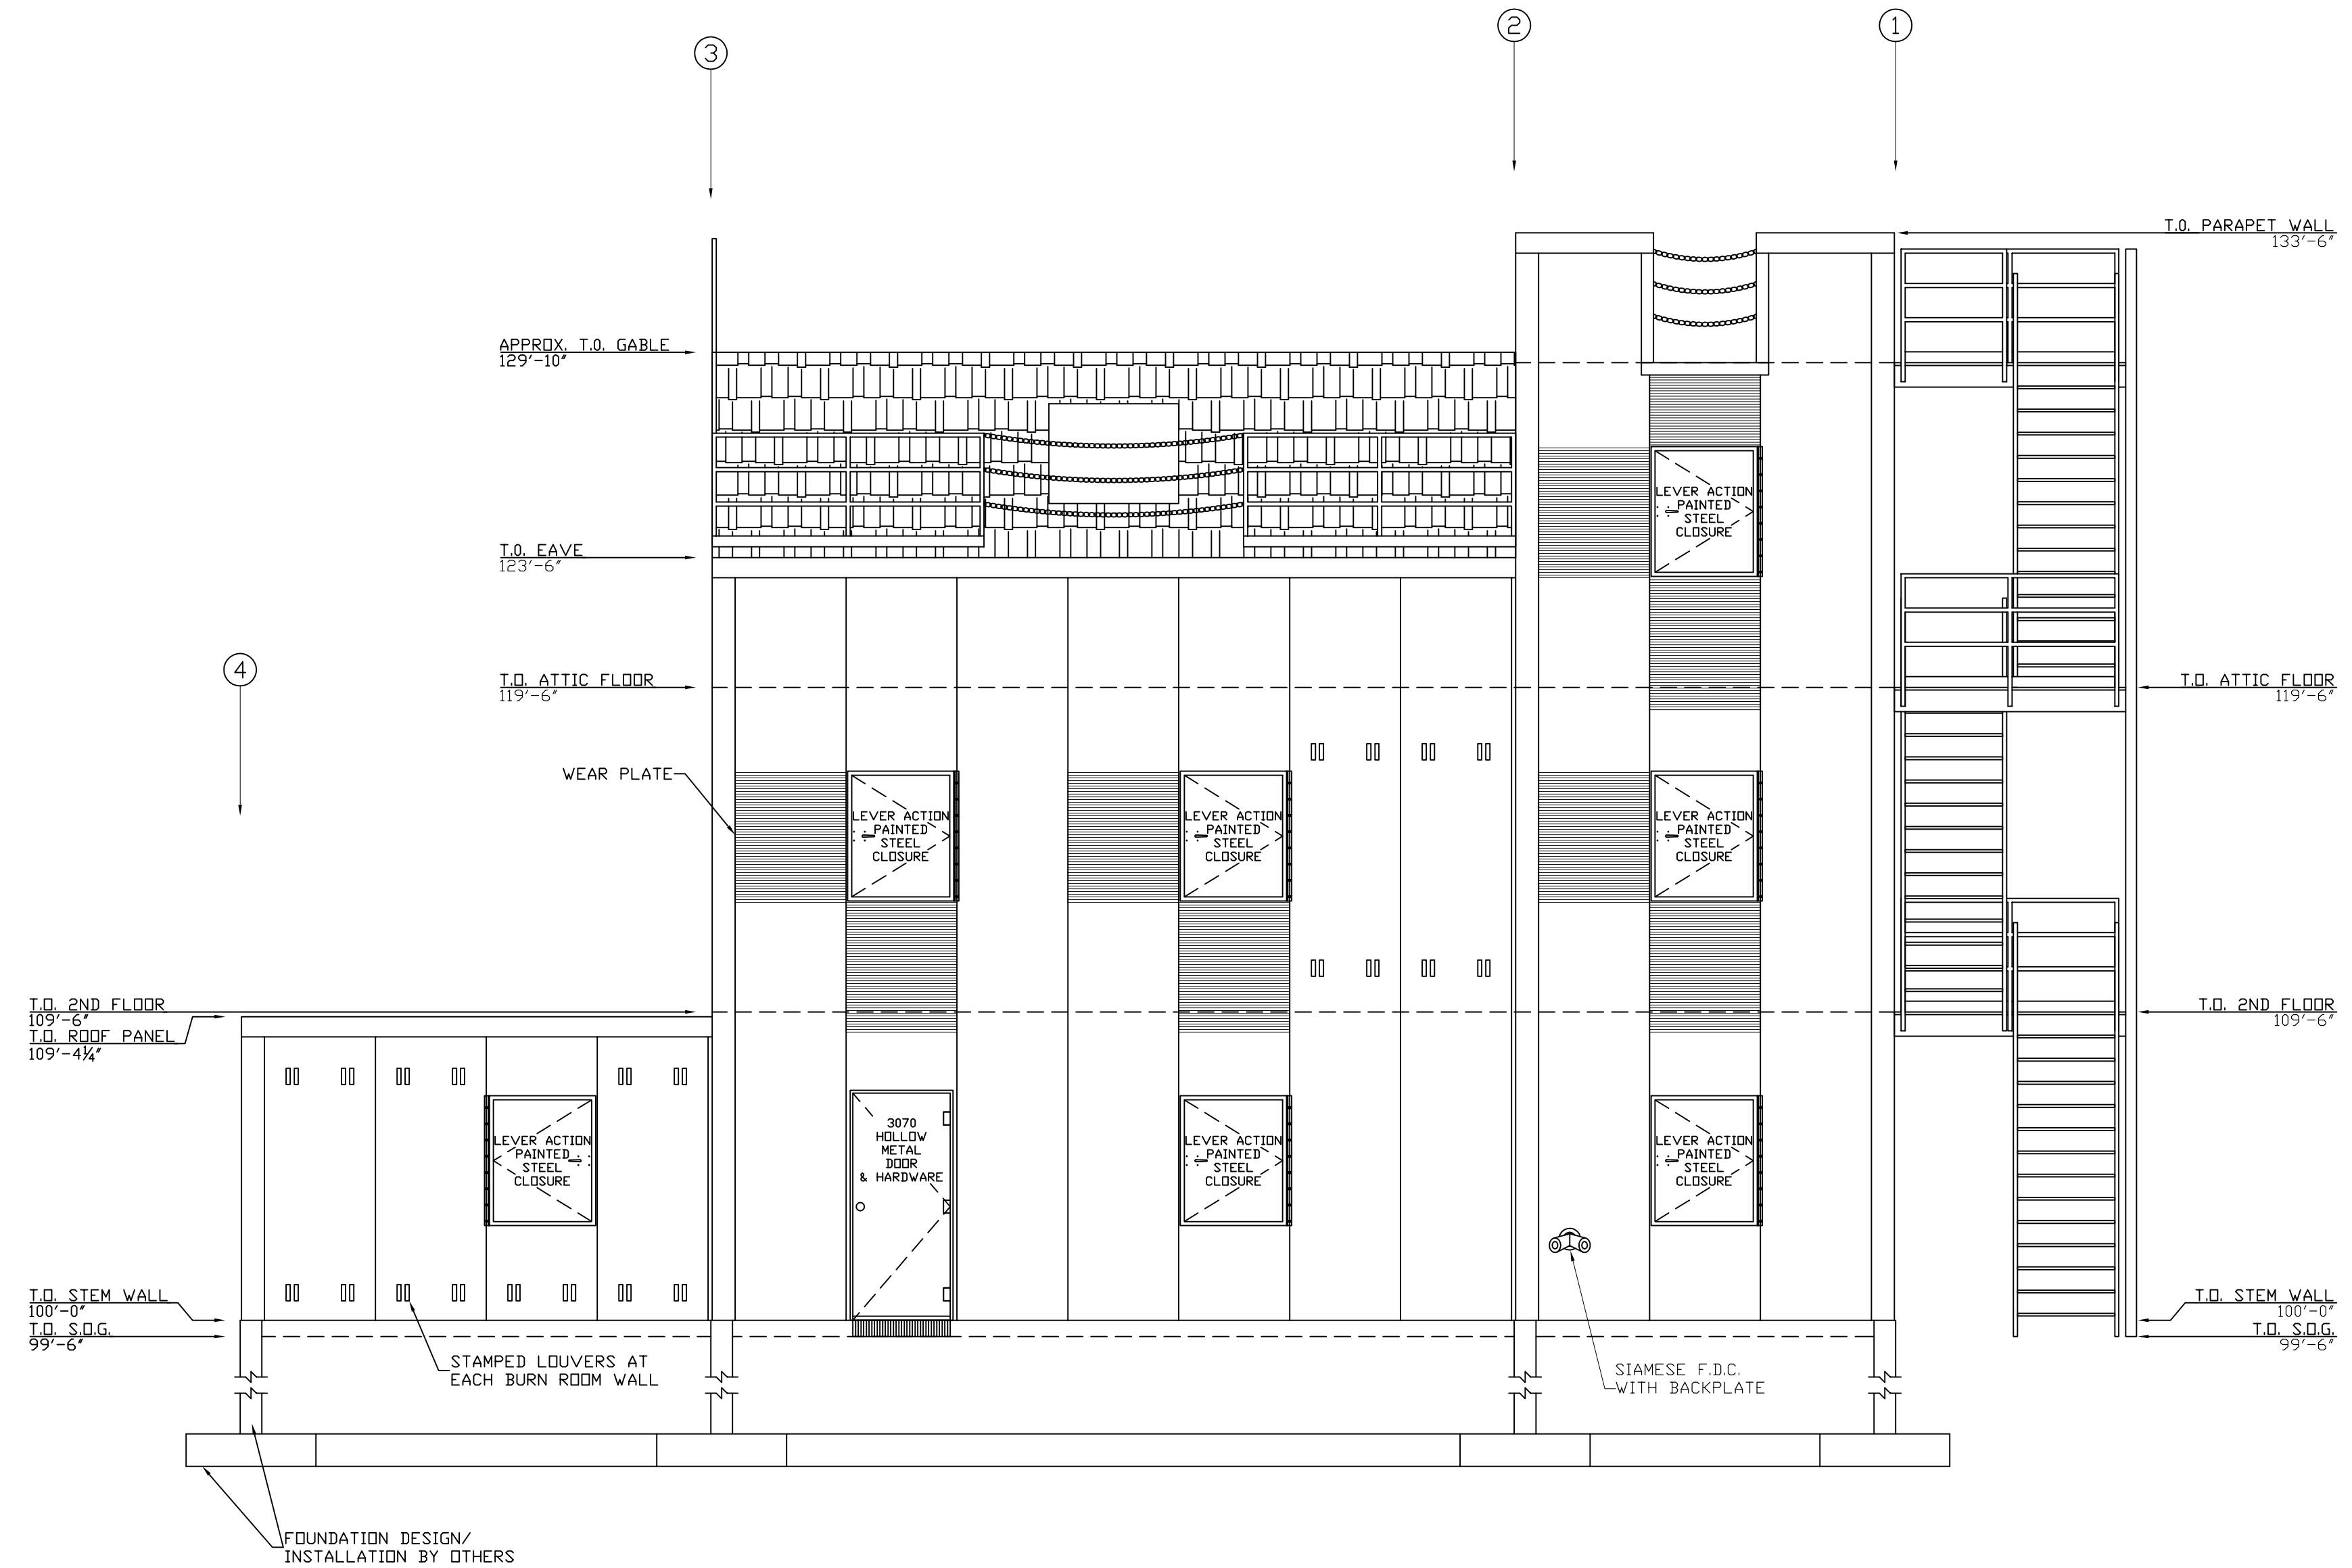 3
2
1
T.O. PARAPET WALL
133'-6"
APPROX. T.O. GABLE
129'-10"
LEVER ACTION
PAINTED
STEEL
CLOSURE
T.O. EAVE
123'-6"
4
T.O. ATTIC FLOOR
119'-6"
T.O. ATTIC FLOOR
119'-6"
WEAR PLATE
LEVER ACTION
PAINTED
STEEL
CLOSURE
LEVER ACTION
PAINTED
STEEL
CLOSURE
LEVER ACTION
PAINTED
STEEL
CLOSURE
T.O. 2ND FLOOR
109'-6"
T.O. ROOF PANEL
109'-4¼"
T.O. 2ND FLOOR
109'-6"
LEVER ACTION
PAINTED
STEEL
CLOSURE
3070
HOLLOW
METAL
DOOR
& HARDWARE
LEVER ACTION
PAINTED
STEEL
CLOSURE
LEVER ACTION
PAINTED
STEEL
CLOSURE
T.O. STEM WALL
100'-0"
T.O. S.O.G.
99'-6"
T.O. STEM WALL
100'-0"
T.O. S.O.G.
99'-6"
STAMPED LOUVERS AT
EACH BURN ROOM WALL
SIAMESE F.D.C.
WITH BACKPLATE
FOUNDATION DESIGN/
INSTALLATION BY OTHERS